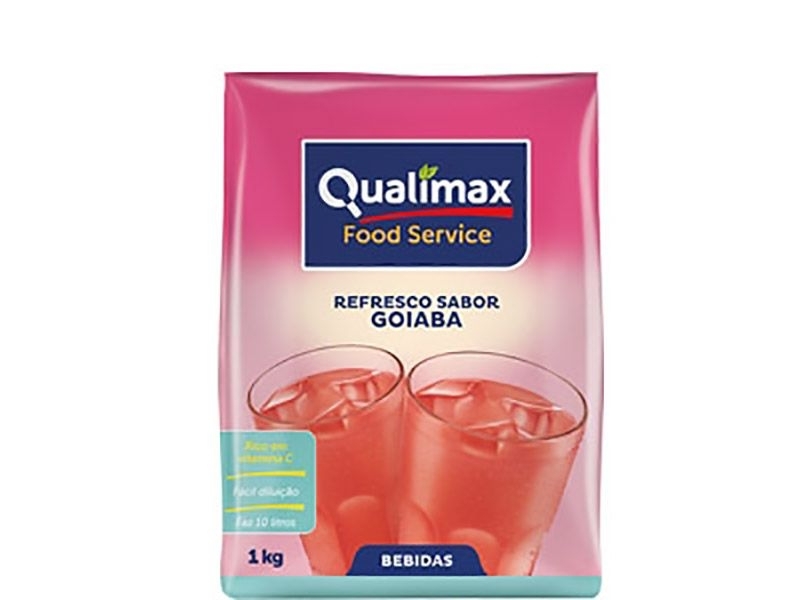 Qualimax
Food Service
REFRESCO SABOR
GOIABA
Rico em
vitamina C
Fácil diluição
Faz 10 litros
1 kg
BEBIDAS